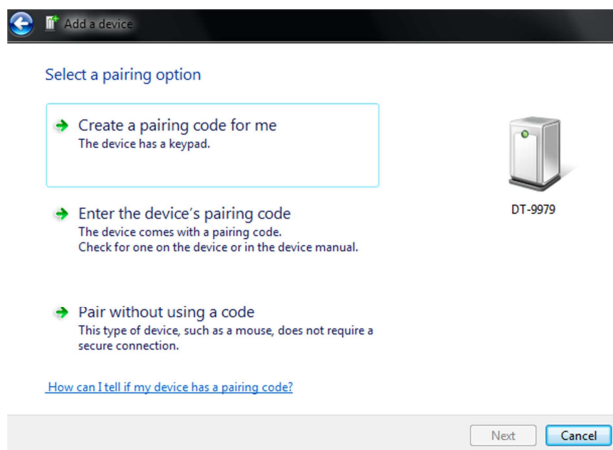 Add a device
Select a pairing option
Create a pairing code for me
The device has a keypad.
DT-9979
Enter the device's pairing code
The device comes with a pairing code.
Check for one on the device or in the device manual.
Pair without using a code
This type of device, such as a mouse, does not require a
secure connection.
How can I tell if my device has a pairing code?
Next Cancel